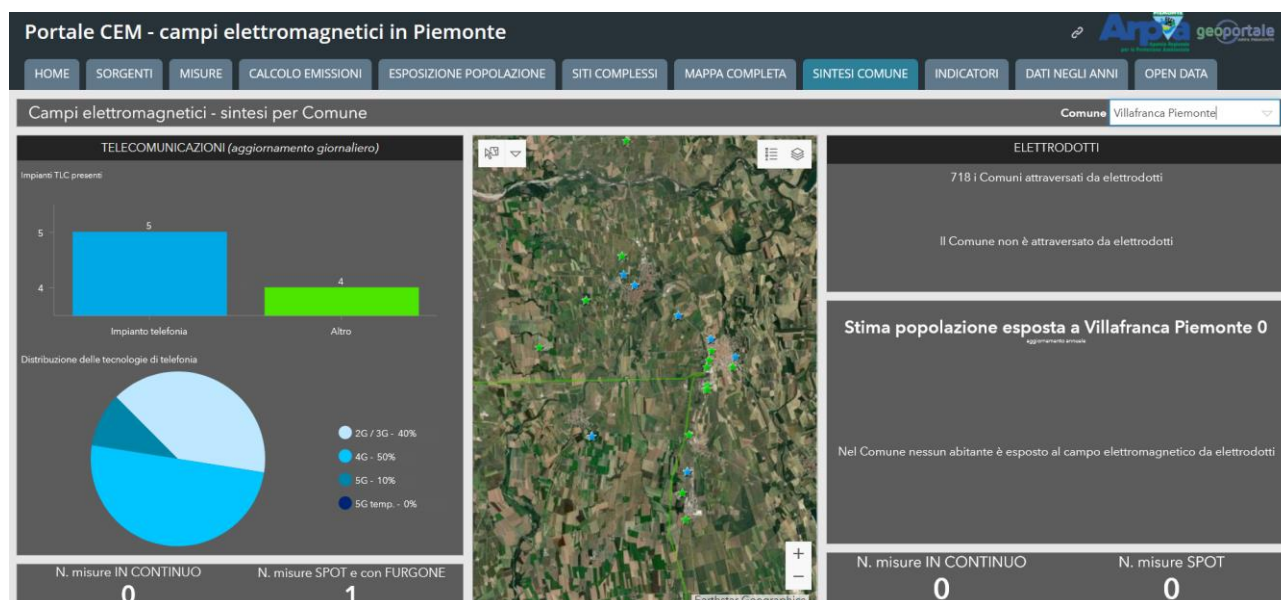 Portale CEM - campi elettromagnetici in Piemonte
Arpa
geoportale
HOME
SORGENTI
MISURE
CALCOLO EMISSIONI
ESPOSIZIONE POPOLAZIONE
SITI COMPLESSI
MAPPA COMPLETA
SINTESI COMUNE
INDICATORI
DATI NEGLI ANNI
OPEN DATA
Campi elettromagnetici - sintesi per Comune
Comune Villafranca Piemonte
TELECOMUNICAZIONI (aggiornamento giornaliero)
Impianti TLC presenti
5
4
5
4
Impianto telefonia
Altro
Distribuzione delle tecnologie di telefonia
2G / 3G - 40%
4G - 50%
5G - 10%
5G temp. - 0%
N. misure IN CONTINUO
0
N. misure SPOT e con FURGONE
1
+
−
Earthstar Geographics
ELETTRODOTTI
718 i Comuni attraversati da elettrodotti
Il Comune non è attraversato da elettrodotti
Stima popolazione esposta a Villafranca Piemonte 0
aggiornamento annuale
Nel Comune nessun abitante è esposto al campo elettromagnetico da elettrodotti
N. misure IN CONTINUO
0
N. misure SPOT
0